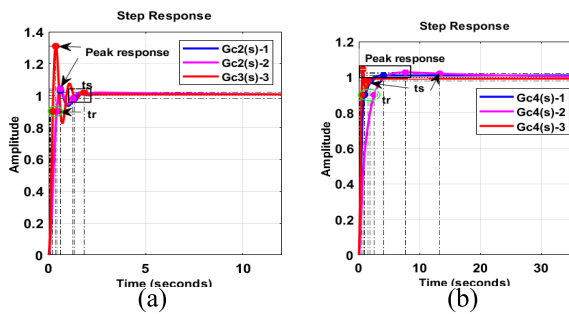 Step Response
1.4
1.2
1
0.8
0.6
0.4
0.2
0
Amplitude
Peak response
ts
tr
Gc2(s)-1
Gc2(s)-2
Gc3(s)-3
0
5
10
Time (seconds)
(a)
Step Response
1.2
1
0.8
0.6
0.4
0.2
0
Amplitude
Peak response
ts
tr
Gc4(s)-1
Gc4(s)-2
Gc4(s)-3
0
10
20
30
Time (seconds)
(b)